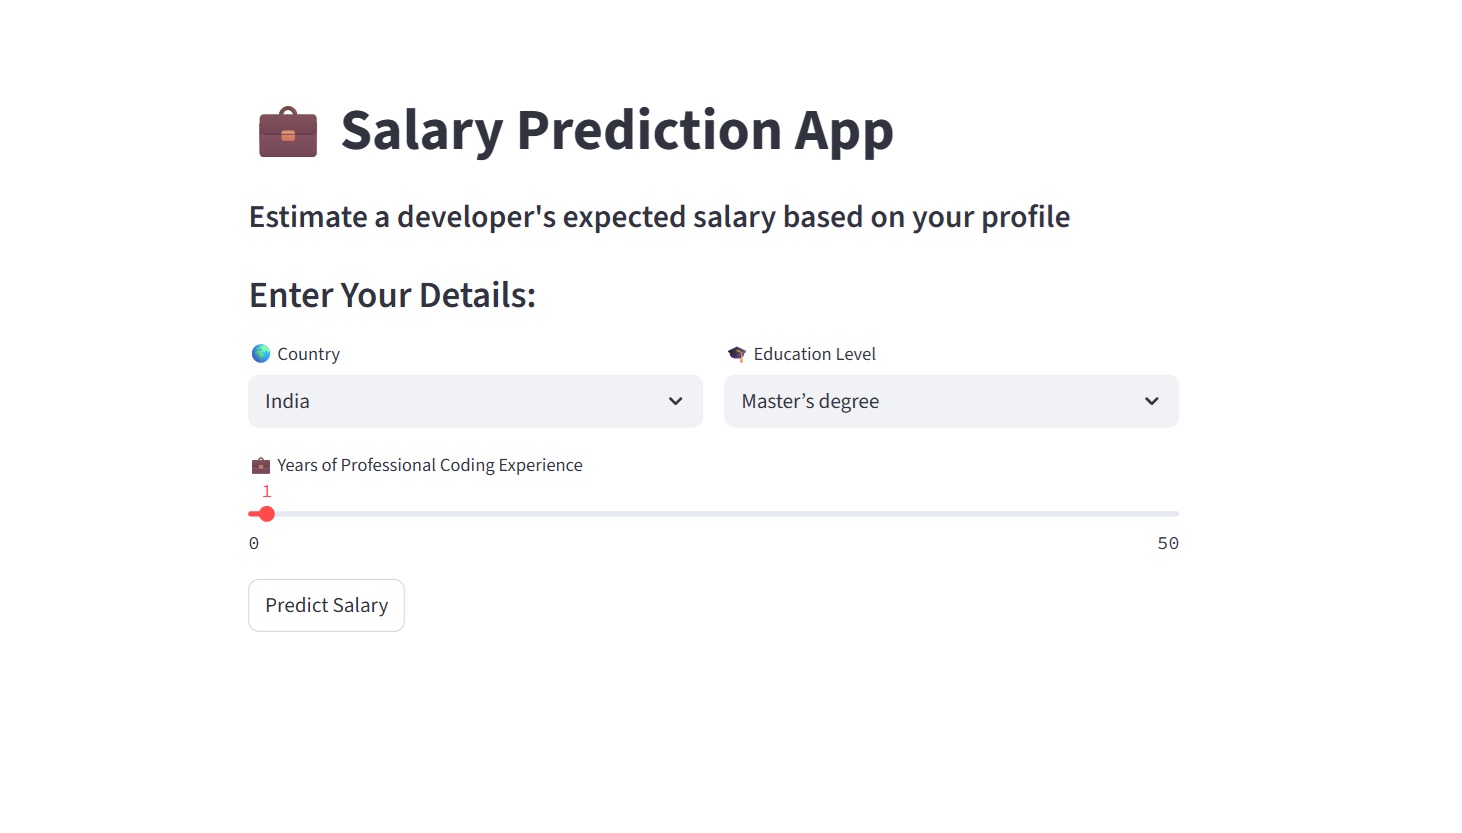 Salary Prediction App
Estimate a developer's expected salary based on your profile
Enter Your Details:
Country
Education Level
India
Master’s degree
Years of Professional Coding Experience
1
0
50
Predict Salary